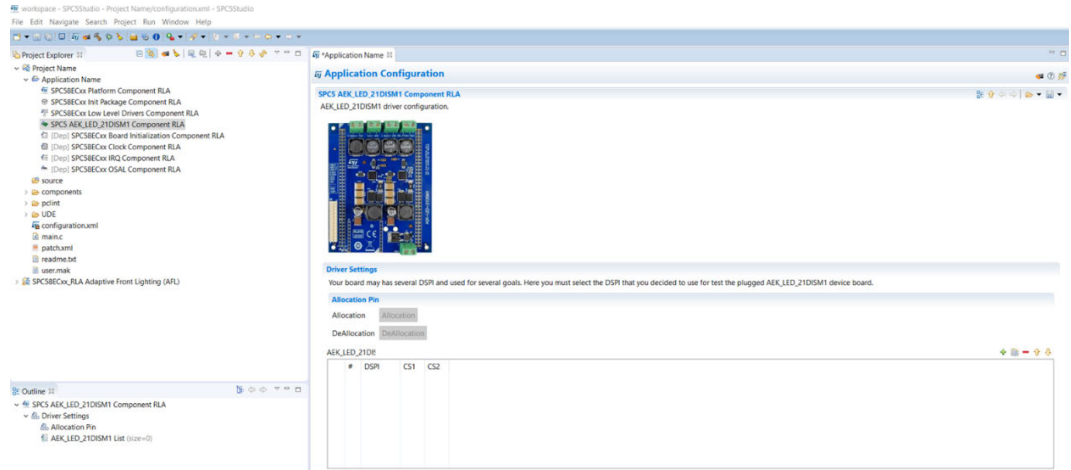 workspace - SPC5Studio - Project Name/configuration.xml - SPC5Studio
File Edit Navigate Search Project Run Window Help
Project Explorer
Project Name
Application Name
SPC58ECxx Platform Component RLA
SPC58ECxx Init Package Component RLA
SPC58ECxx Low Level Drivers Component RLA
SPC5 AEK_LED_21DISM1 Component RLA
[Dep] SPC58ECxx Board Initialization Component RLA
[Dep] SPC58ECxx Clock Component RLA
[Dep] SPC58ECxx IRQ Component RLA
[Dep] SPC58ECxx OSAL Component RLA
source
components
pclint
UDE
configuration.xml
main.c
patch.xml
readme.txt
user.mak
SPC58ECxx_RLA Adaptive Front Lighting (AFL)
Outline
SPC5 AEK_LED_21DISM1 Component RLA
Driver Settings
Allocation Pin
AEK_LED_21DISM1 List (size=0)
*Application Name
Application Configuration
SPC5 AEK_LED_21DISM1 Component RLA
AEK_LED_21DISM1 driver configuration.
Driver Settings
Your board may has several DSPI and used for several goals. Here you must select the DSPI that you decided to use for test the plugged AEK_LED_21DISM1 device board.
Allocation Pin
Allocation Allocation
DeAllocation DeAllocation
AEK_LED_21DI
# DSPI CS1 CS2